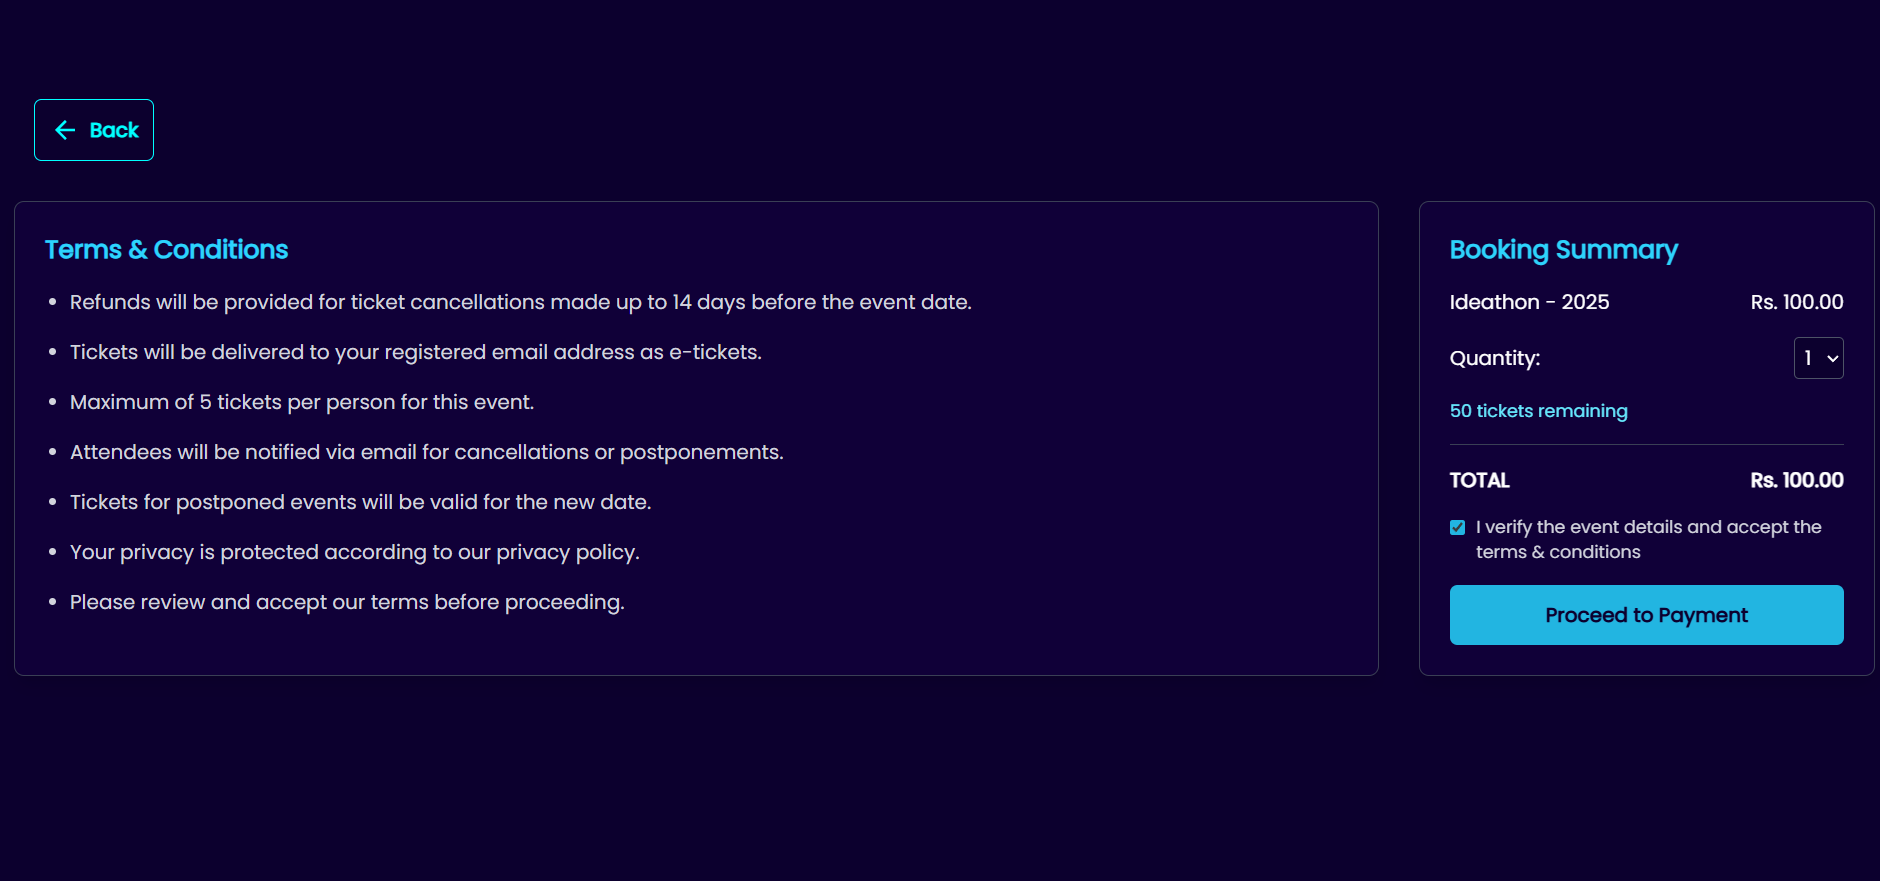 Back
Terms & Conditions
• Refunds will be provided for ticket cancellations made up to 14 days before the event date.
• Tickets will be delivered to your registered email address as e-tickets.
• Maximum of 5 tickets per person for this event.
• Attendees will be notified via email for cancellations or postponements.
• Tickets for postponed events will be valid for the new date.
• Your privacy is protected according to our privacy policy.
• Please review and accept our terms before proceeding.
Booking Summary
Ideathon - 2025 Rs. 100.00
Quantity: 1
50 tickets remaining
TOTAL Rs. 100.00
I verify the event details and accept the
terms & conditions
Proceed to Payment